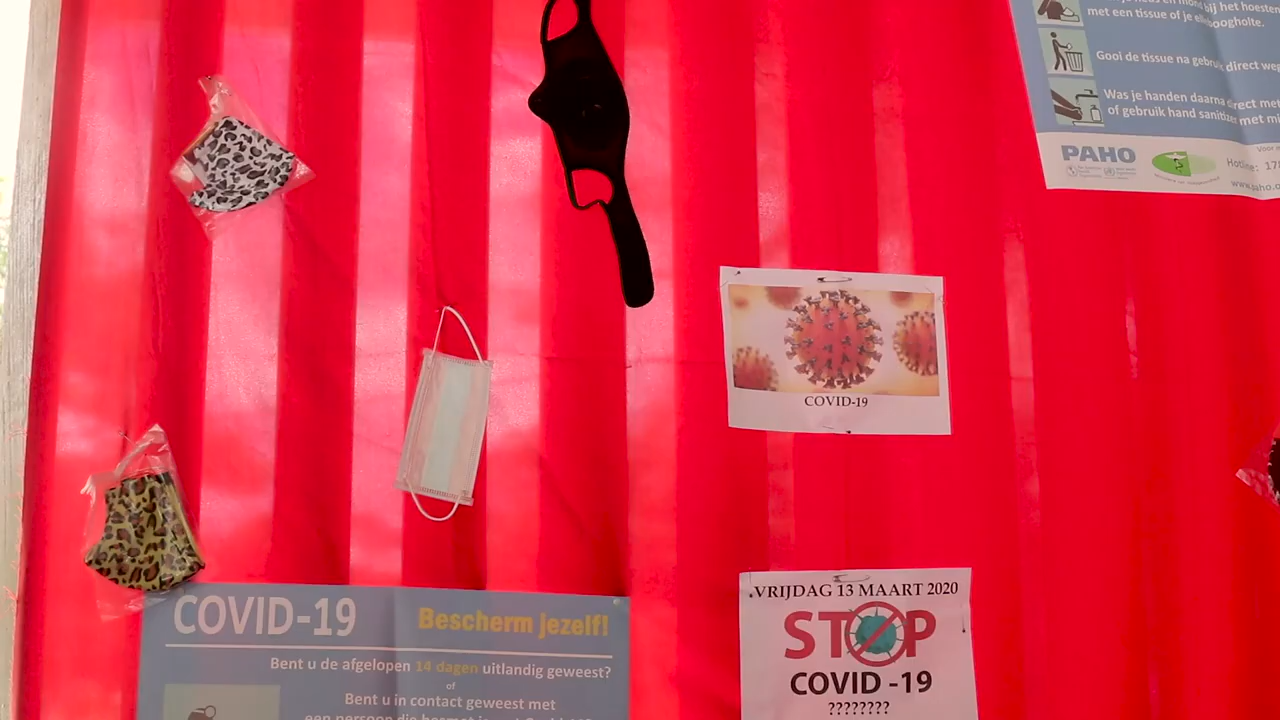 met een tissue of je elleboogholte.
Gooi de tissue na gebruik direct weg
Was je handen daarna direct met
of gebruik hand sanitizer met
PAHO
Hotline:
COVID-19
VRIJDAG 13 MAART 2020
STOP
COVID -19
????????
COVID-19
Bescherm jezelf!
Bent u de afgelopen 14 dagen uitlandig geweest?
of
Bent u in contact geweest met